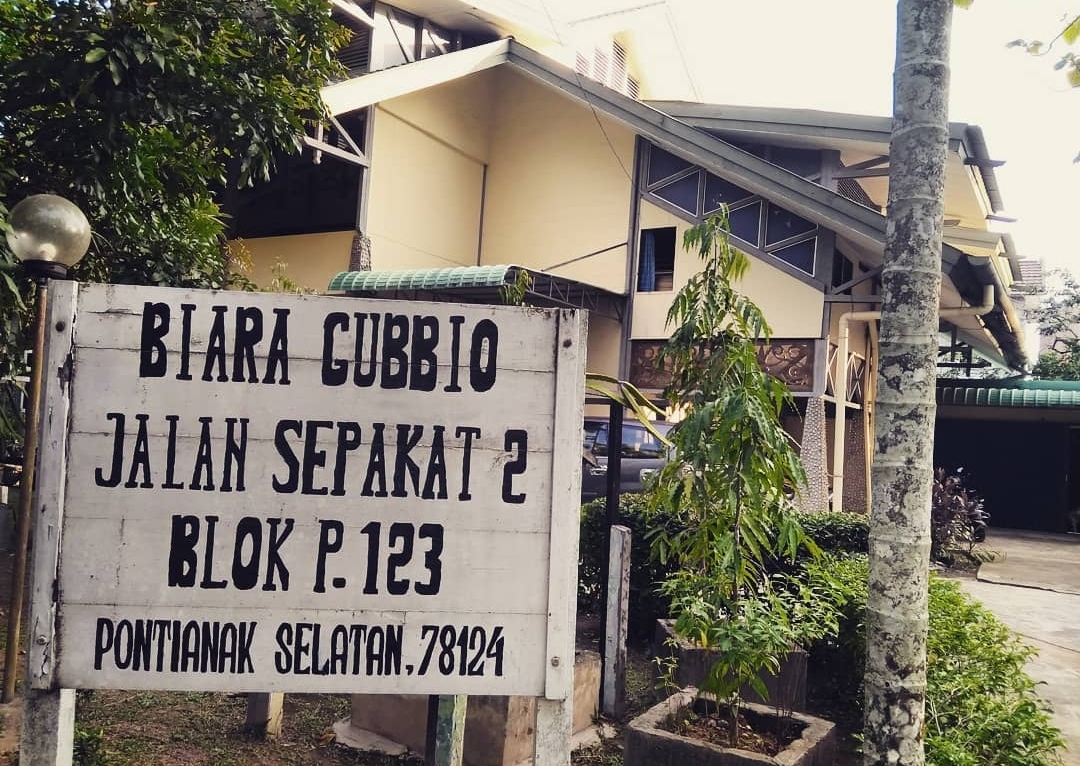 BIARA GUBBIO
JALAN SEPAKAT 2
BLOK P. 123
PONTIANAK SELATAN, 78124